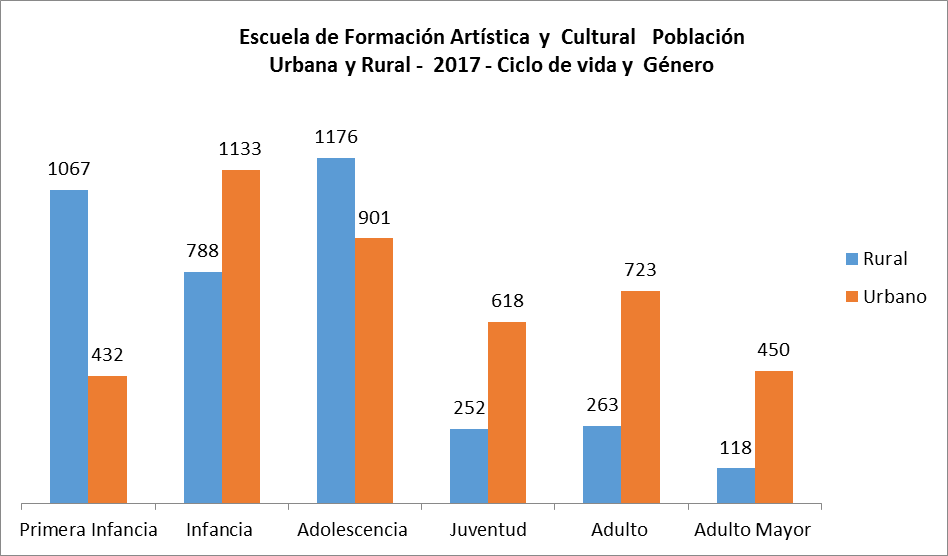 Escuela de Formación Artística y Cultural Población
Urbana y Rural - 2017 - Ciclo de vida y Género
1067
432
788
1133
1176
901
252
618
263
723
118
450
Rural
Urbano
Primera Infancia
Infancia
Adolescencia
Juventud
Adulto
Adulto Mayor